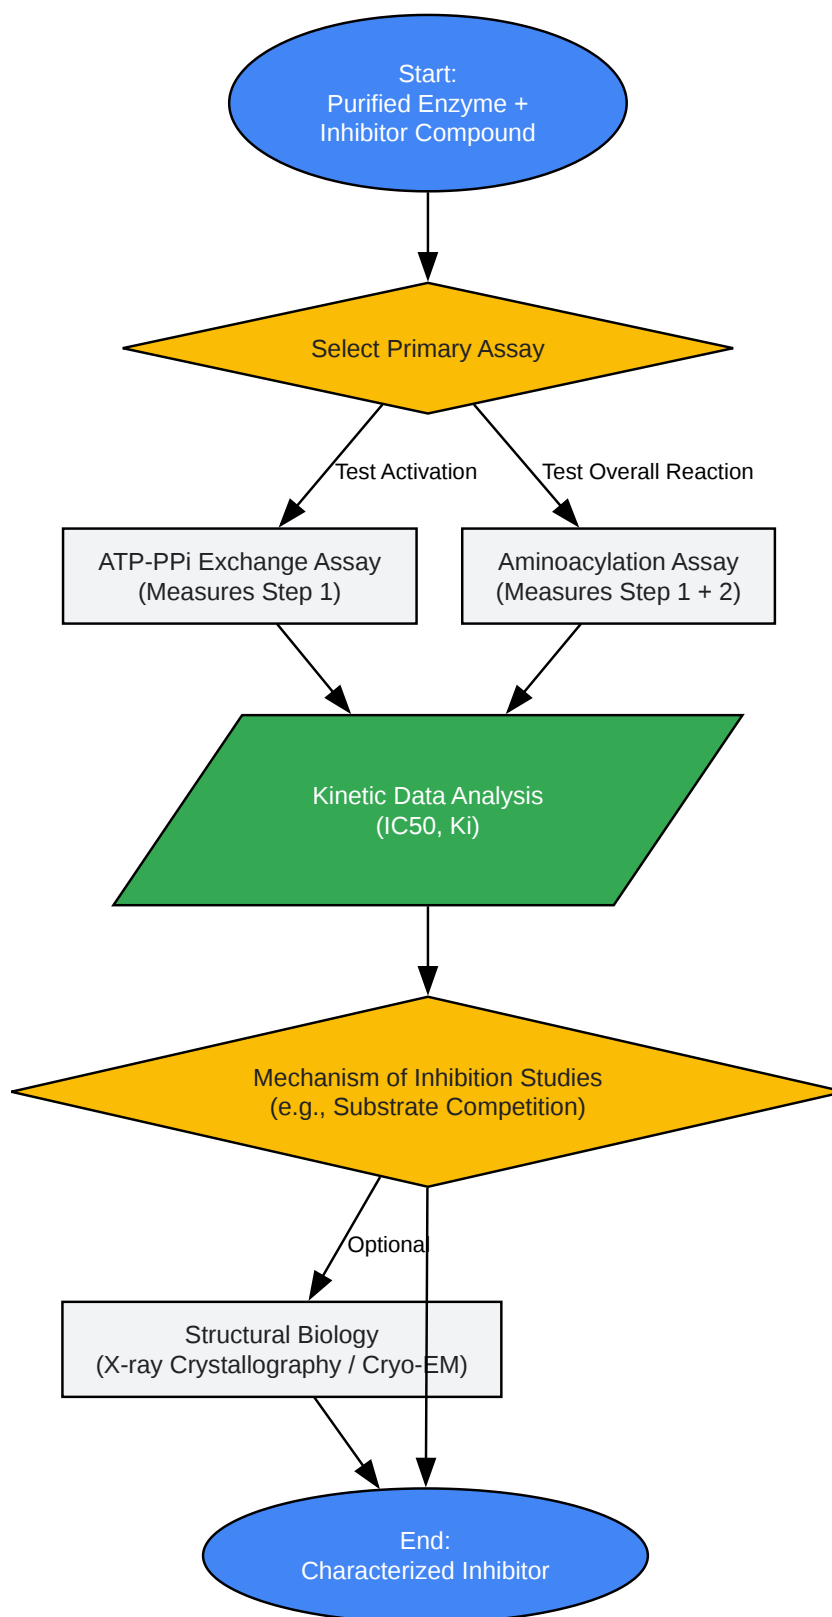 Start:
Purified Enzyme +
Inhibitor Compound
Select Primary Assay
Test Activation
Test Overall Reaction
ATP-PPi Exchange Assay
(Measures Step 1)
Aminoacylation Assay
(Measures Step 1 + 2)
Kinetic Data Analysis
(IC50, Ki)
Mechanism of Inhibition Studies
(e.g., Substrate Competition)
Optional
Structural Biology
(X-ray Crystallography / Cryo-EM)
End:
Characterized Inhibitor